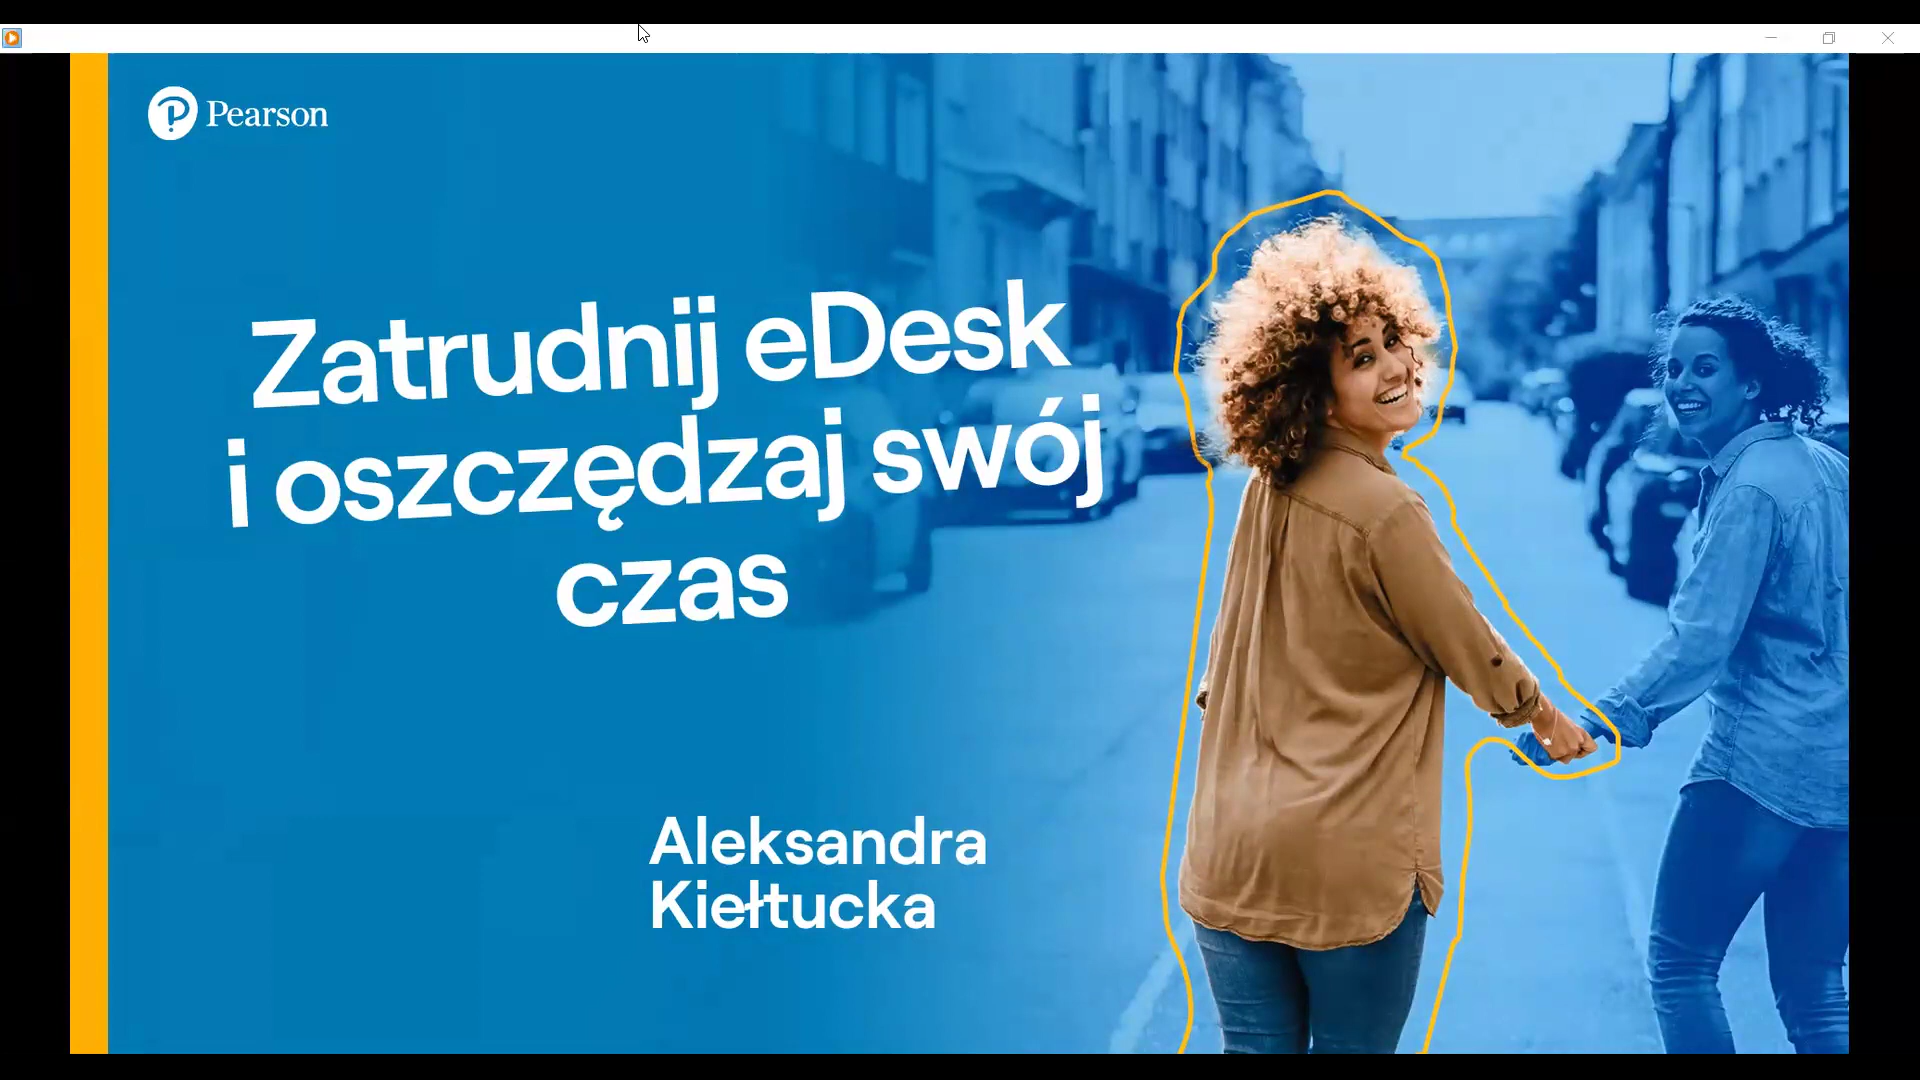 Pearson
Zatrudnij eDesk
i oszczędzaj swój
czas
Aleksandra
Kiełtucka